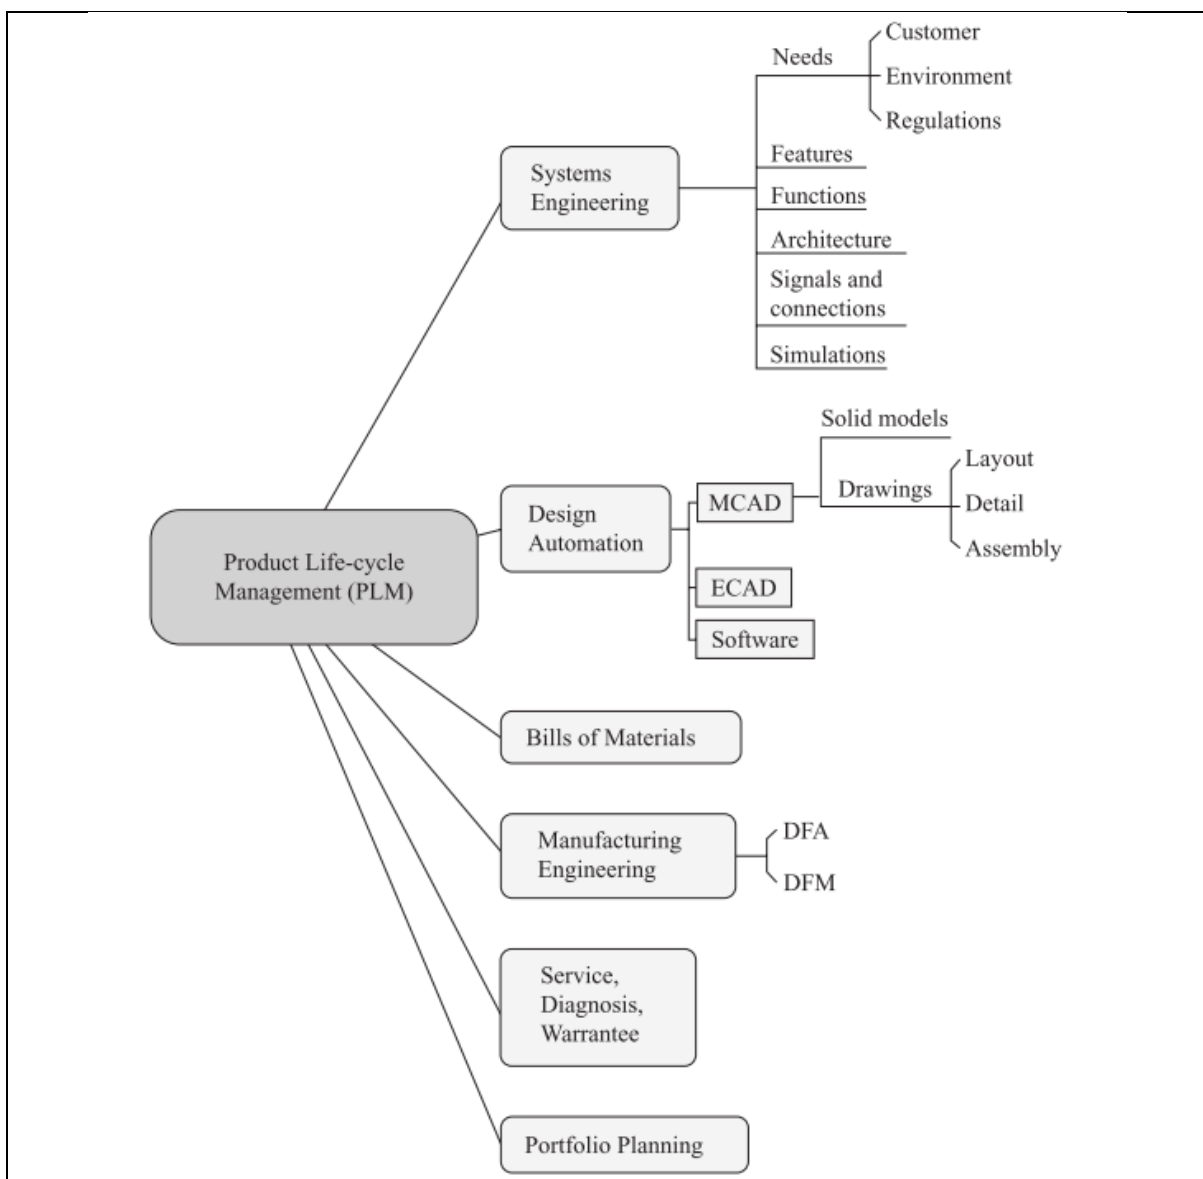 Customer
Needs
Environment
Regulations
Features
Systems
Engineering
Functions
Architecture
Signals and
connections
Simulations
Solid models
Layout
Drawings
MCAD
Detail
Design
Automation
Assembly
Product Life-cycle
Management (PLM)
ECAD
Software
Bills of Materials
DFA
Manufacturing
Engineering
DFM
Service,
Diagnosis,
Warrantee
Portfolio Planning